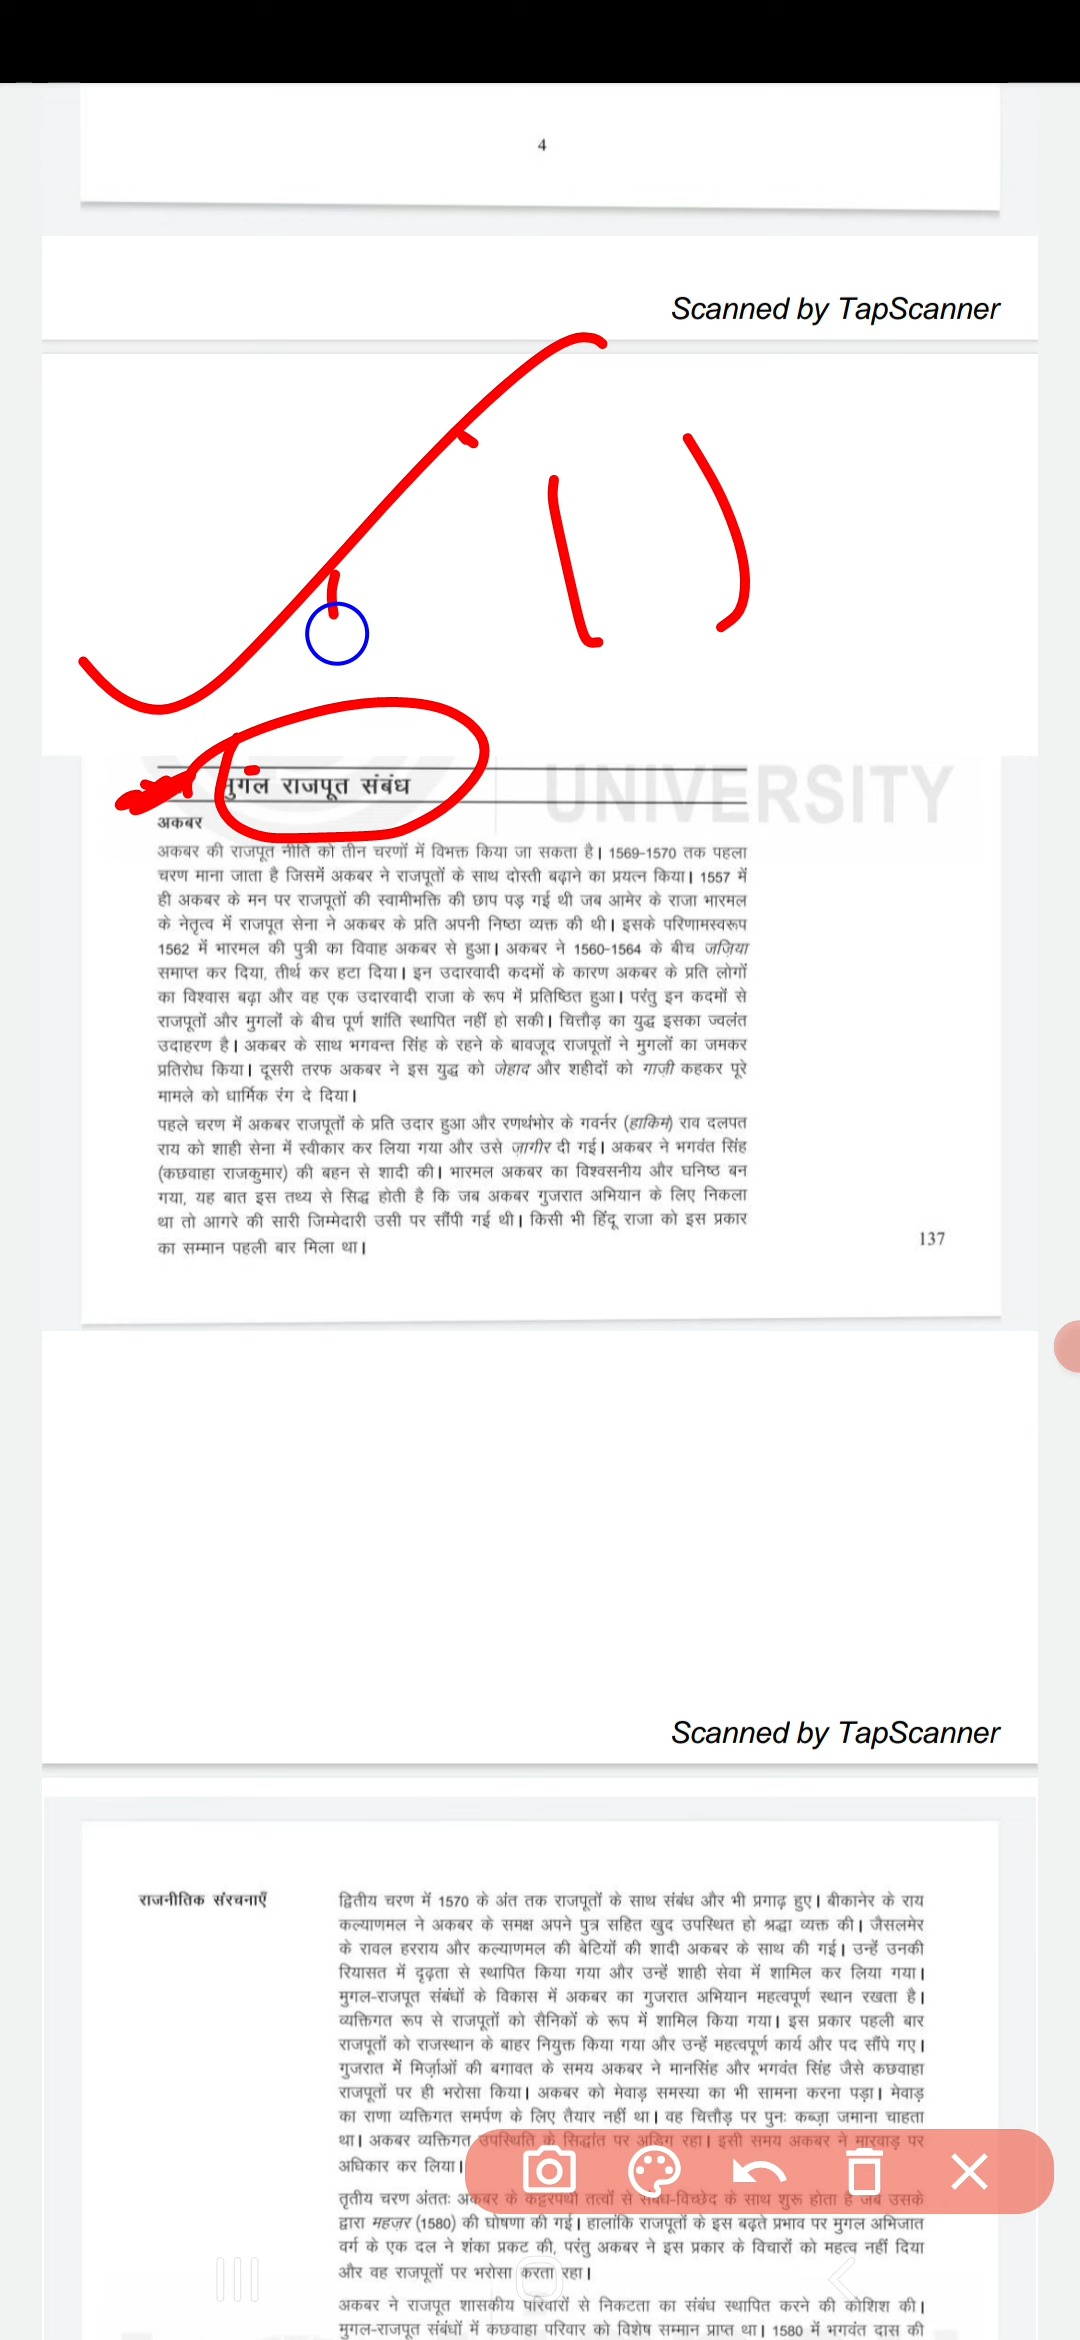 4
Scanned by TapScanner
UNIVERSITY
मुगल राजपूत संबंध
अकबर
अकबर की राजपूत नीति को तीन चरणों में विभक्त किया जा सकता है। 1569-1570 तक पहला
चरण माना जाता है जिसमें अकबर ने राजपूतों के साथ दोस्ती बढ़ाने का प्रयत्न किया। 1557 में
ही अकबर के मन पर राजपूतों की स्वामीभक्ति की छाप पड़ गई थी जब आमेर के राजा भारमल
के नेतृत्व में राजपूत सेना ने अकबर के प्रति अपनी निष्ठा व्यक्त की थी। इसके परिणामस्वरूप
1562 में भारमल की पुत्री का विवाह अकबर से हुआ। अकबर ने 1560-1564 के बीच जज़िया
समाप्त कर दिया, तीर्थ कर हटा दिया। इन उदारवादी कदमों के कारण अकबर के प्रति लोगों
का विश्वास बढ़ा और वह एक उदारवादी राजा के रूप में प्रतिष्ठित हुआ। परंतु इन कदमों से
राजपूतों और मुगलों के बीच पूर्ण शांति स्थापित नहीं हो सकी। चित्तौड़ का युद्ध इसका ज्वलंत
उदाहरण है। अकबर के साथ भगवन्त सिंह के रहने के बावजूद राजपूतों ने मुगलों का जमकर
प्रतिरोध किया। दूसरी तरफ अकबर ने इस युद्ध को जेहाद और शहीदों को गाज़ी कहकर पूरे
मामले को धार्मिक रंग दे दिया।
पहले चरण में अकबर राजपूतों के प्रति उदार हुआ और रणथंभोर के गवर्नर (हाकिम) राव दलपत
राय को शाही सेना में स्वीकार कर लिया गया और उसे ज़ागीर दी गई। अकबर ने भगवंत सिंह
(कछवाहा राजकुमार) की बहन से शादी की। भारमल अकबर का विश्वसनीय और घनिष्ठ बन
गया, यह बात इस तथ्य से सिद्ध होती है कि जब अकबर गुजरात अभियान के लिए निकला
था तो आगरे की सारी जिम्मेदारी उसी पर सौंपी गई थी। किसी भी हिंदू राजा को इस प्रकार
का सम्मान पहली बार मिला था।
137
Scanned by TapScanner
राजनीतिक संरचनाएँ
द्वितीय चरण में 1570 के अंत तक राजपूतों के साथ संबंध और भी प्रगाढ़ हुए। बीकानेर के राय
कल्याणमल ने अकबर के समक्ष अपने पुत्र सहित खुद उपस्थित हो श्रद्धा व्यक्त की। जैसलमेर
के रावल हरराय और कल्याणमल की बेटियों की शादी अकबर के साथ की गई। उन्हें उनकी
रियासत में दृढ़ता से स्थापित किया गया और उन्हें शाही सेवा में शामिल कर लिया गया।
मुगल-राजपूत संबंधों के विकास में अकबर का गुजरात अभियान महत्वपूर्ण स्थान रखता है।
व्यक्तिगत रूप से राजपूतों को सैनिकों के रूप में शामिल किया गया। इस प्रकार पहली बार
राजपूतों को राजस्थान के बाहर नियुक्त किया गया और उन्हें महत्वपूर्ण कार्य और पद सौंपे गए।
गुजरात में मिर्ज़ाओं की बगावत के समय अकबर ने मानसिंह और भगवंत सिंह जैसे कछवाहा
राजपूतों पर ही भरोसा किया। अकबर को मेवाड़ समस्या का भी सामना करना पड़ा। मेवाड़
का राणा व्यक्तिगत समर्पण के लिए तैयार नहीं था। वह चित्तौड़ पर पुनः कब्ज़ा जमाना चाहता
था। अकबर व्यक्तिगत उपस्थिति के सिद्धांत पर अडिग रहा। इसी समय अकबर ने मारवाड़ पर
अधिकार कर लिया।
तृतीय चरण अंततः अकबर के कट्टरपंथी तत्वों से संबंध-विच्छेद के साथ शुरू होता है जब उसके
द्वारा महज़र (1580) की घोषणा की गई। हालांकि राजपूतों के इस बढ़ते प्रभाव पर मुगल अभिजात
वर्ग के एक दल ने शंका प्रकट की, परंतु अकबर ने इस प्रकार के विचारों को महत्व नहीं दिया
और वह राजपूतों पर भरोसा करता रहा।
अकबर ने राजपूत शासकीय परिवारों से निकटता का संबंध स्थापित करने की कोशिश की।
मुगल-राजपूत संबंधों में कछवाहा परिवार को विशेष सम्मान प्राप्त था। 1580 में भगवंत दास की